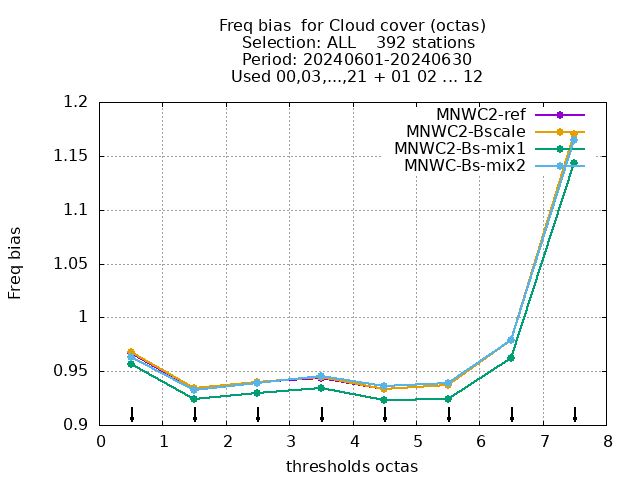 Freq bias  for Cloud cover (octas)
Selection: ALL    392 stations
Period: 20240601-20240630
Used 00,03,...,21 + 01 02 ... 12
MNWC2-ref
MNWC2-Bscale
MNWC2-Bs-mix1
MNWC-Bs-mix2
1.2
1.15
1.1
1.05
1
0.95
0.9
Freq bias
0 1 2 3 4 5 6 7 8
thresholds octas